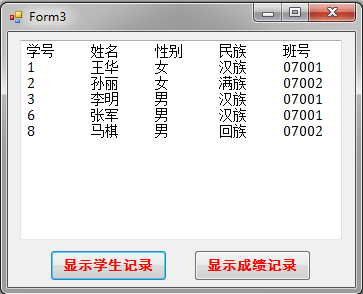 Form3
学号 姓名 性别 民族 班号
1 王华 女 汉族 07001
2 孙丽 女 满族 07002
3 李明 男 汉族 07001
6 张军 男 汉族 07001
8 马棋 男 回族 07002
显示学生记录 显示成绩记录